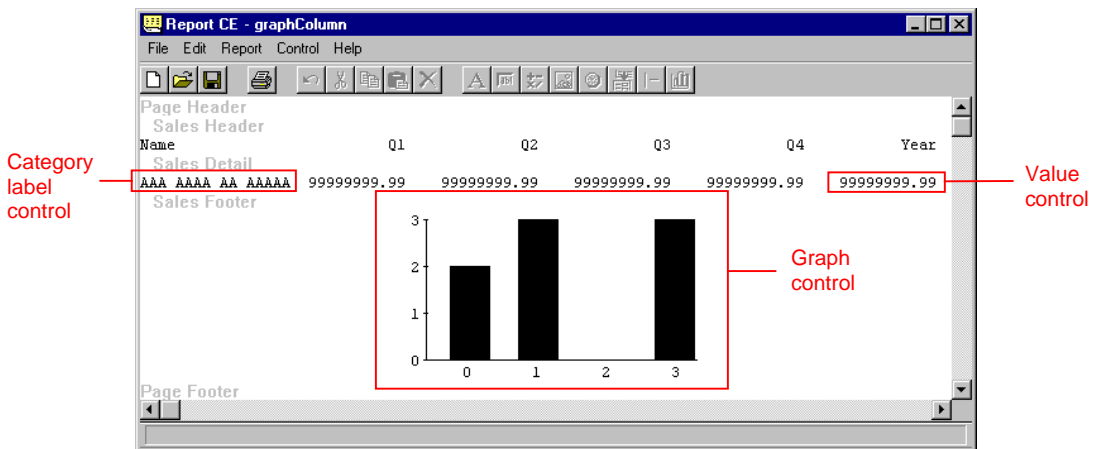 Report CE - graphColumn
File Edit Report Control Help
Page Header
Sales Header
Name Q1 Q2 Q3 Q4 Year
Sales Detail
AAA AAAA AA AAAAA 99999999.99 99999999.99 99999999.99 99999999.99 99999999.99
Sales Footer
Category
label
control
Value
control
3
2
1
0
0 1 2 3
Graph
control
Page Footer